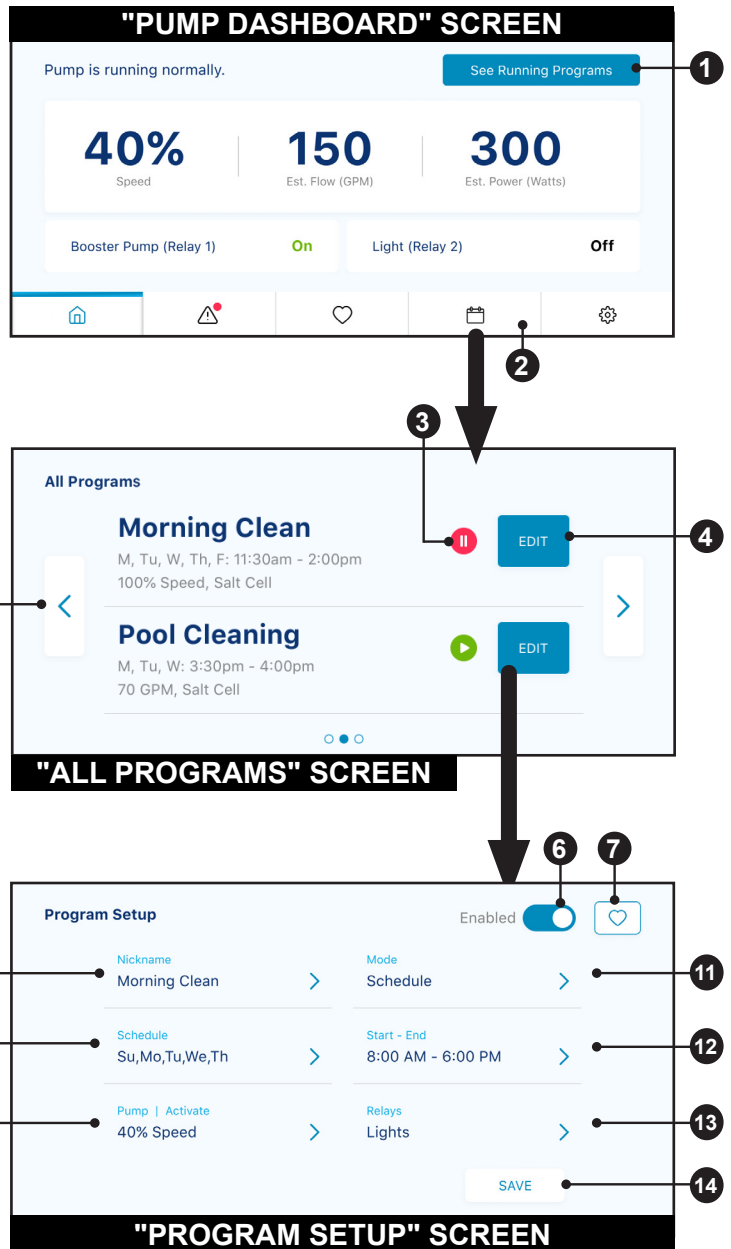 "PUMP DASHBOARD" SCREEN
Pump is running normally.
See Running Programs
1
40%
150
300
Speed
Est. Flow (GPM)
Est. Power (Watts)
Booster Pump (Relay 1)
On
Light (Relay 2)
Off
2
3
All Programs
Morning Clean
EDIT
4
M, Tu, W, Th, F: 11:30am - 2:00pm
100% Speed, Salt Cell
Pool Cleaning
EDIT
M, Tu, W: 3:30pm - 4:00pm
70 GPM, Salt Cell
"ALL PROGRAMS" SCREEN
6
7
Program Setup
Enabled
Nickname
Morning Clean
Mode
Schedule
11
Schedule
Su,Mo,Tu,We,Th
Start - End
8:00 AM - 6:00 PM
12
Pump | Activate
40% Speed
Relays
Lights
13
SAVE
14
"PROGRAM SETUP" SCREEN